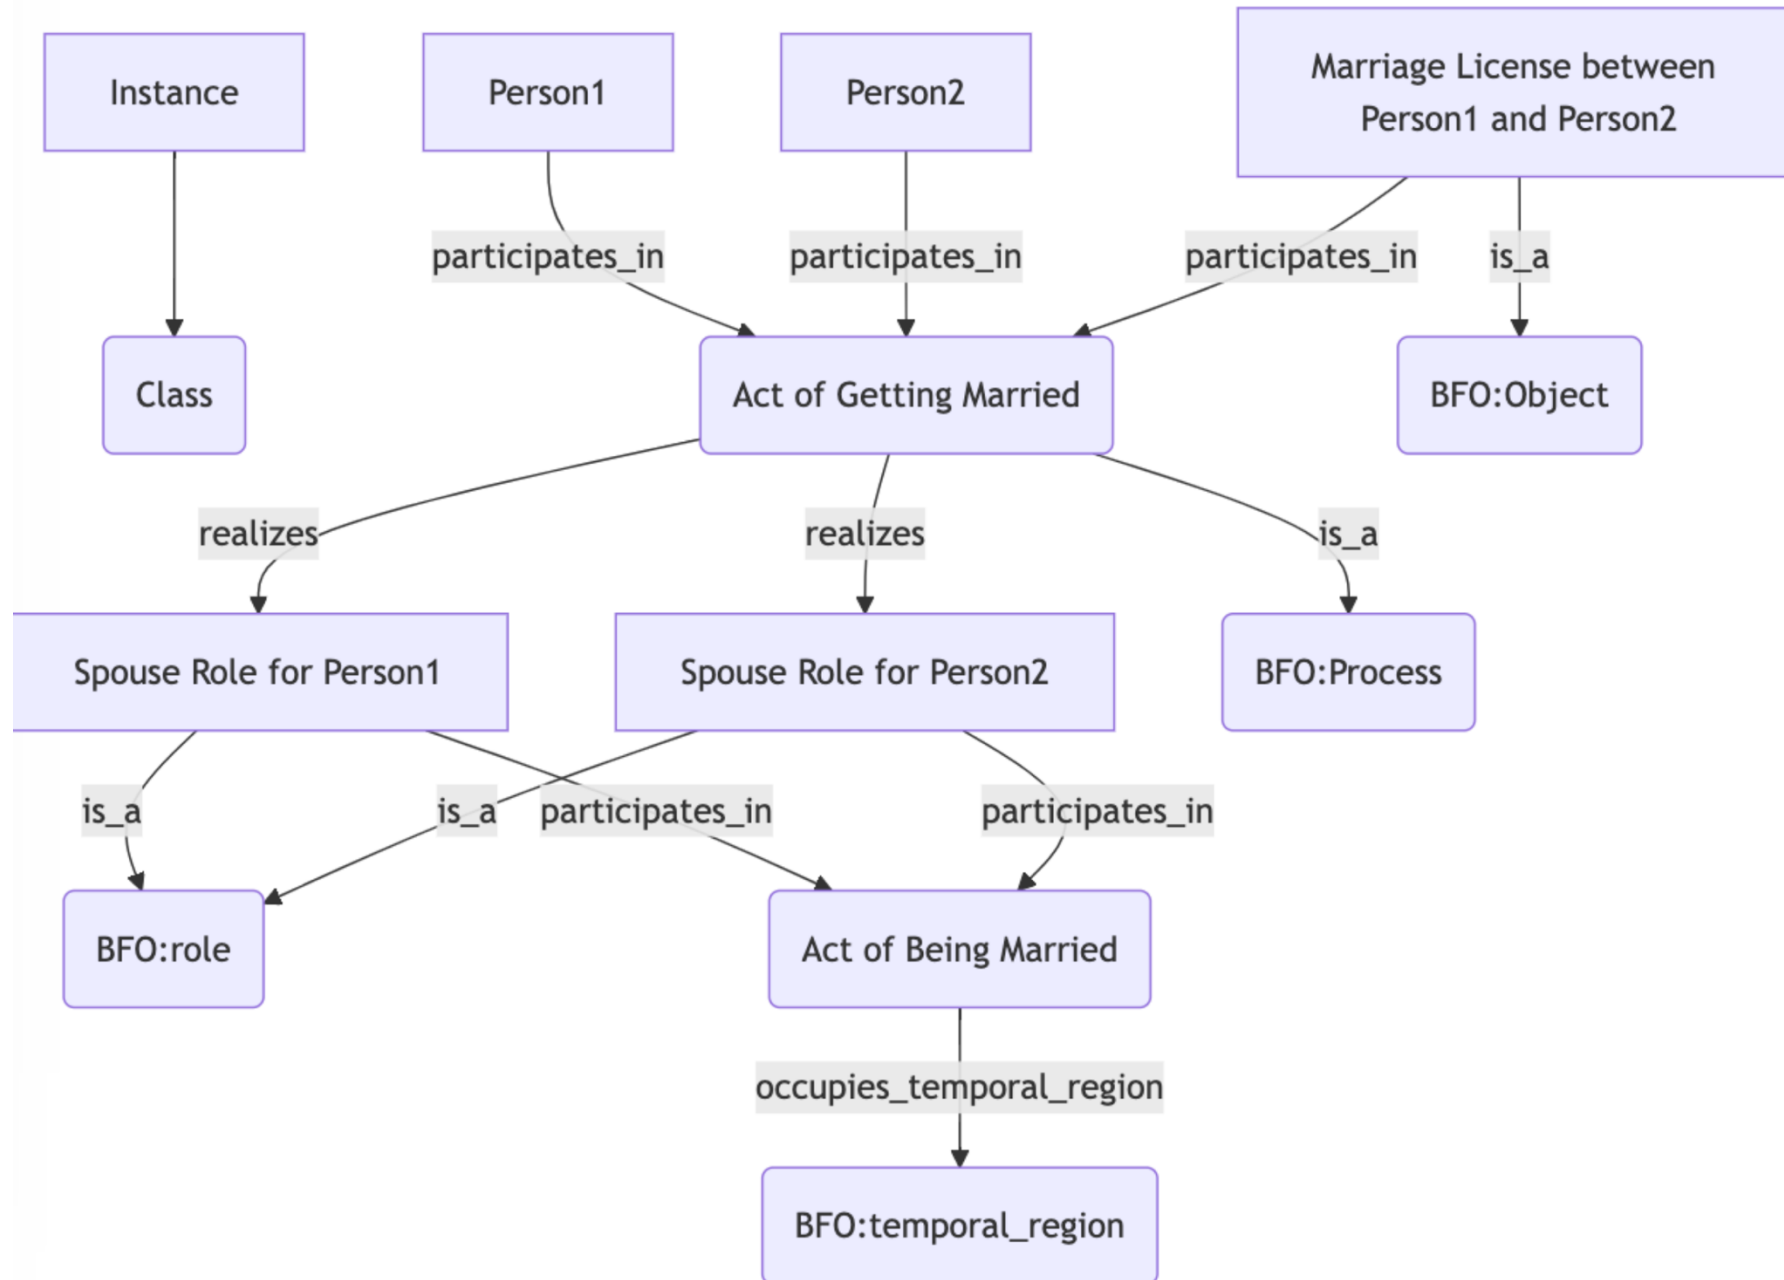 Instance
Person1
Person2
Marriage License between
Person1 and Person2
participates_in
participates_in
participates_in
is_a
Class
Act of Getting Married
BFO:Object
realizes
realizes
is_a
Spouse Role for Person1
Spouse Role for Person2
BFO:Process
is_a
is_a
participates_in
participates_in
BFO:role
Act of Being Married
occupies_temporal_region
BFO:temporal_region